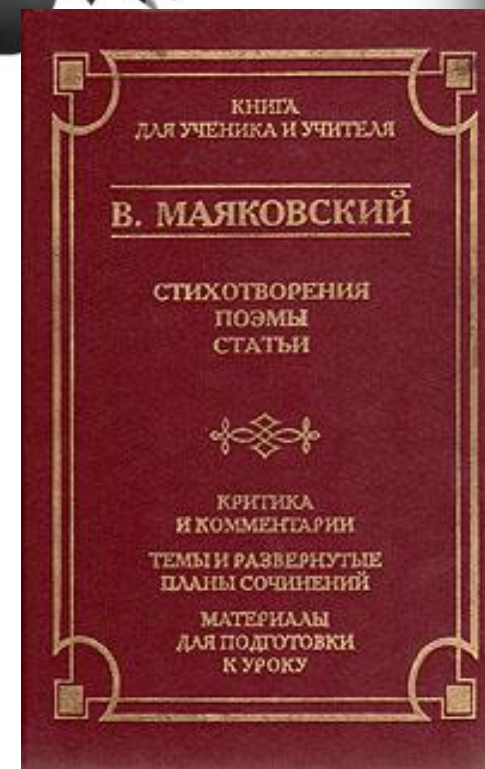 КНИГА
ДЛЯ УЧЕНИКА И УЧИТЕЛЯ
В. МАЯКОВСКИЙ
СТИХОТВОРЕНИЯ
ПОЭМЫ
СТАТЬИ
КРИТИКА
И КОММЕНТАРИИ
ТЕМЫ И РАЗВЕРНУТЫЕ
ПЛАНЫ СОЧИНЕНИЙ
МАТЕРИАЛЫ
ДЛЯ ПОДГОТОВКИ
К УРОКУ